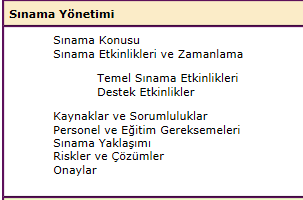 Sınama Yönetimi
Sınama Konusu
Sınama Etkinlikleri ve Zamanlama
Temel Sınama Etkinlikleri
Destek Etkinlikler
Kaynaklar ve Sorumluluklar
Personel ve Eğitim Gereksemeleri
Sınama Yaklaşımı
Riskler ve Çözümler
Onaylar